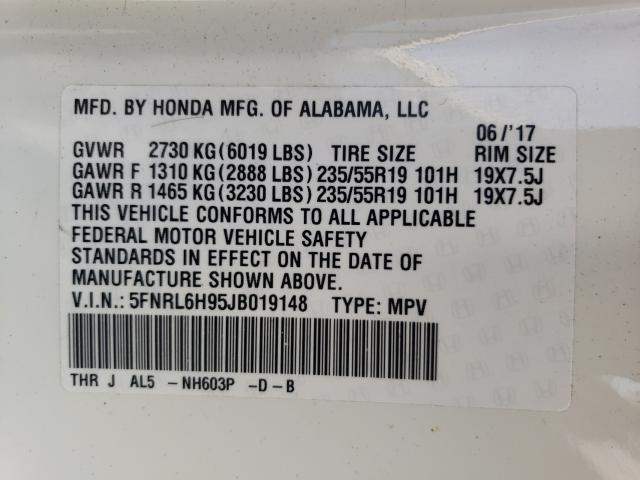 MFD. BY HONDA MFG. OF ALABAMA, LLC
06/'17
GVWR 2730 KG (6019 LBS) TIRE SIZE RIM SIZE
GAWR F 1310 KG (2888 LBS) 235/55R19 101H 19X7.5J
GAWR R 1465 KG (3230 LBS) 235/55R19 101H 19X7.5J
THIS VEHICLE CONFORMS TO ALL APPLICABLE
FEDERAL MOTOR VEHICLE SAFETY
STANDARDS IN EFFECT ON THE DATE OF
MANUFACTURE SHOWN ABOVE.
V.I.N.: 5FNRL6H95JB019148 TYPE: MPV
THR J AL5 -NH603P -D-B